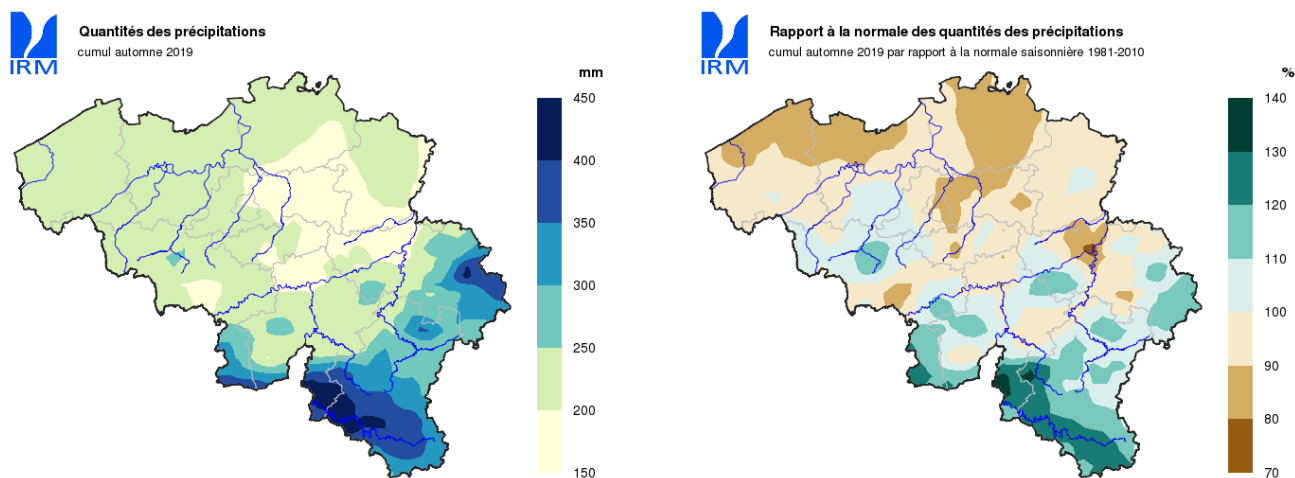 Quantités des précipitations
cumul automne 2019
IRM
mm
450
400
350
300
250
200
150
Rapport à la normale des quantités des précipitations
cumul automne 2019 par rapport à la normale saisonnière 1981-2010
IRM
%
140
130
120
110
100
90
80
70